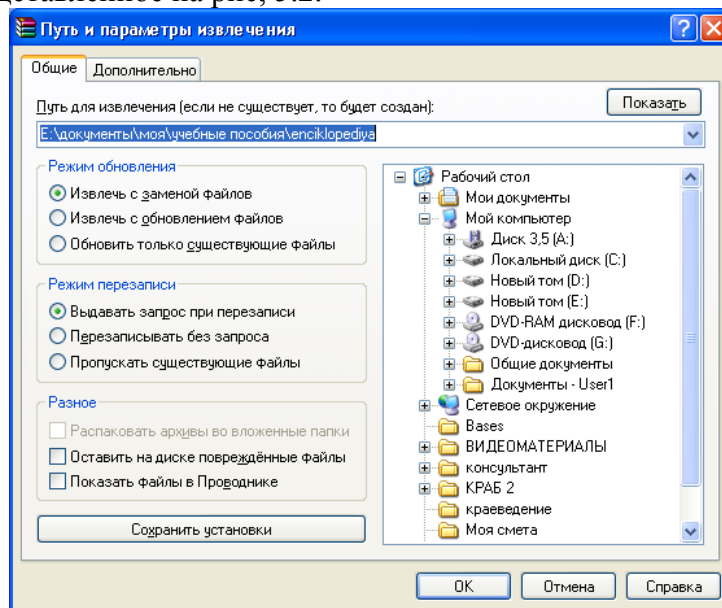 дставленное на рис, 3.2.
Путь и параметры извлечения
Общие Дополнительно
Путь для извлечения (если не существует, то будет создан):
Показать
E:\документы\моя\учебные пособия\enciklopediya
Режим обновления
Извлечь с заменой файлов
Извлечь с обновлением файлов
Обновить только существующие файлы
Режим перезаписи
Выдавать запрос при перезаписи
Перезаписывать без запроса
Пропускать существующие файлы
Разное
Распаковать архивы во вложенные папки
Оставить на диске повреждённые файлы
Показать файлы в Проводнике
Сохранить установки
Рабочий стол
Мои документы
Мой компьютер
Диск 3,5 (A:)
Локальный диск (C:)
Новый том (D:)
Новый том (E:)
DVD-RAM дисковод (F:)
DVD-дисковод (G:)
Общие документы
Документы - User1
Сетевое окружение
Bases
ВИДЕОМАТЕРИАЛЫ
консультант
КРАБ 2
краеведение
Моя смета
OK Отмена Справка